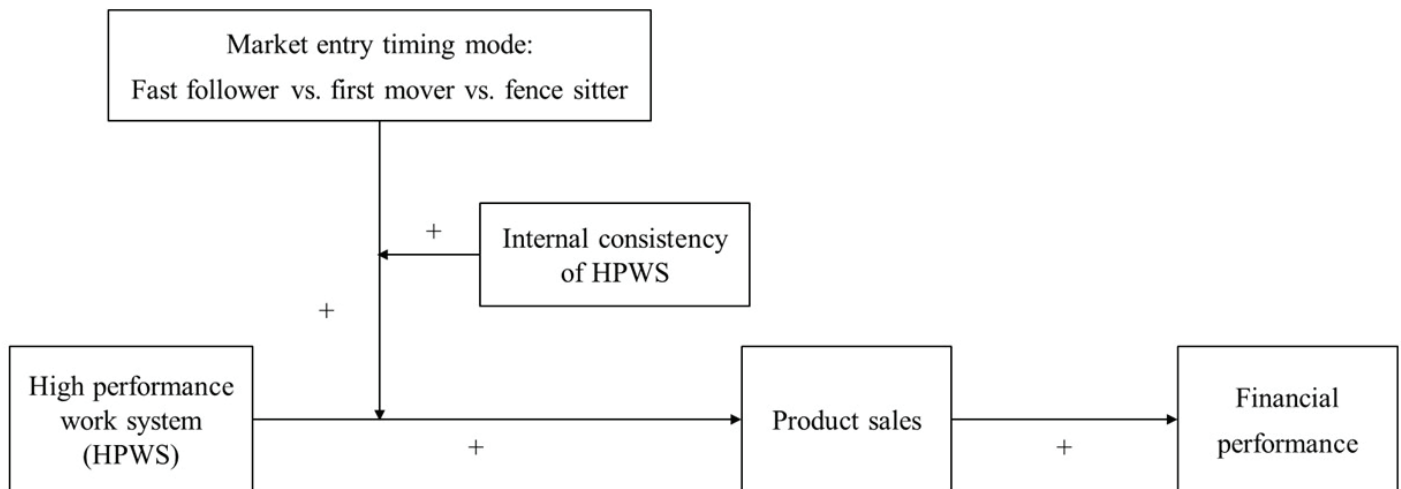 Market entry timing mode:
Fast follower vs. first mover vs. fence sitter
+
Internal consistency
of HPWS
+
High performance
work system
(HPWS)
+
Product sales
+
Financial
performance